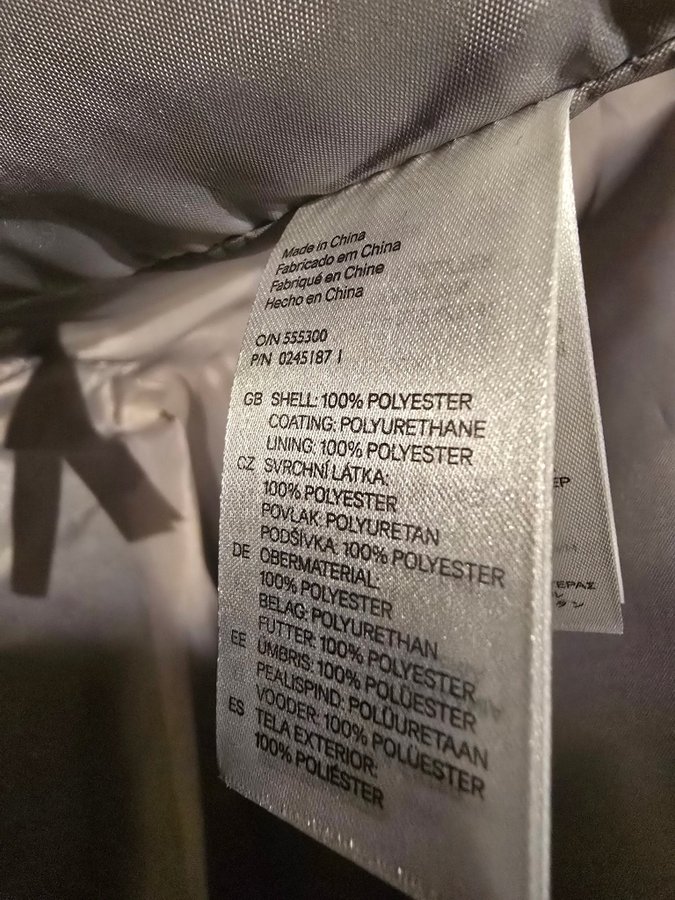 Made in China
Fabricado em China
Fabriqué en Chine
Hecho en China
O/N 555300
P/N 0245187 1
GB SHELL: 100% POLYESTER
COATING: POLYURETHANE
LINING: 100% POLYESTER
CZ SVRCHNÍ LÁTKA:
100% POLYESTER
POVLAK: POLYURETAN
PODŠÍVKA: 100% POLYESTER
DE OBERMATERIAL:
100% POLYESTER
BELAG: POLYURETHAN
FUTTER: 100% POLYESTER
EE ÜMBRIS: 100% POLÜESTER
PEALISPIND: POLÜURETAAN
VOODER: 100% POLÜESTER
ES TELA EXTERIOR:
100% POLIÉSTER